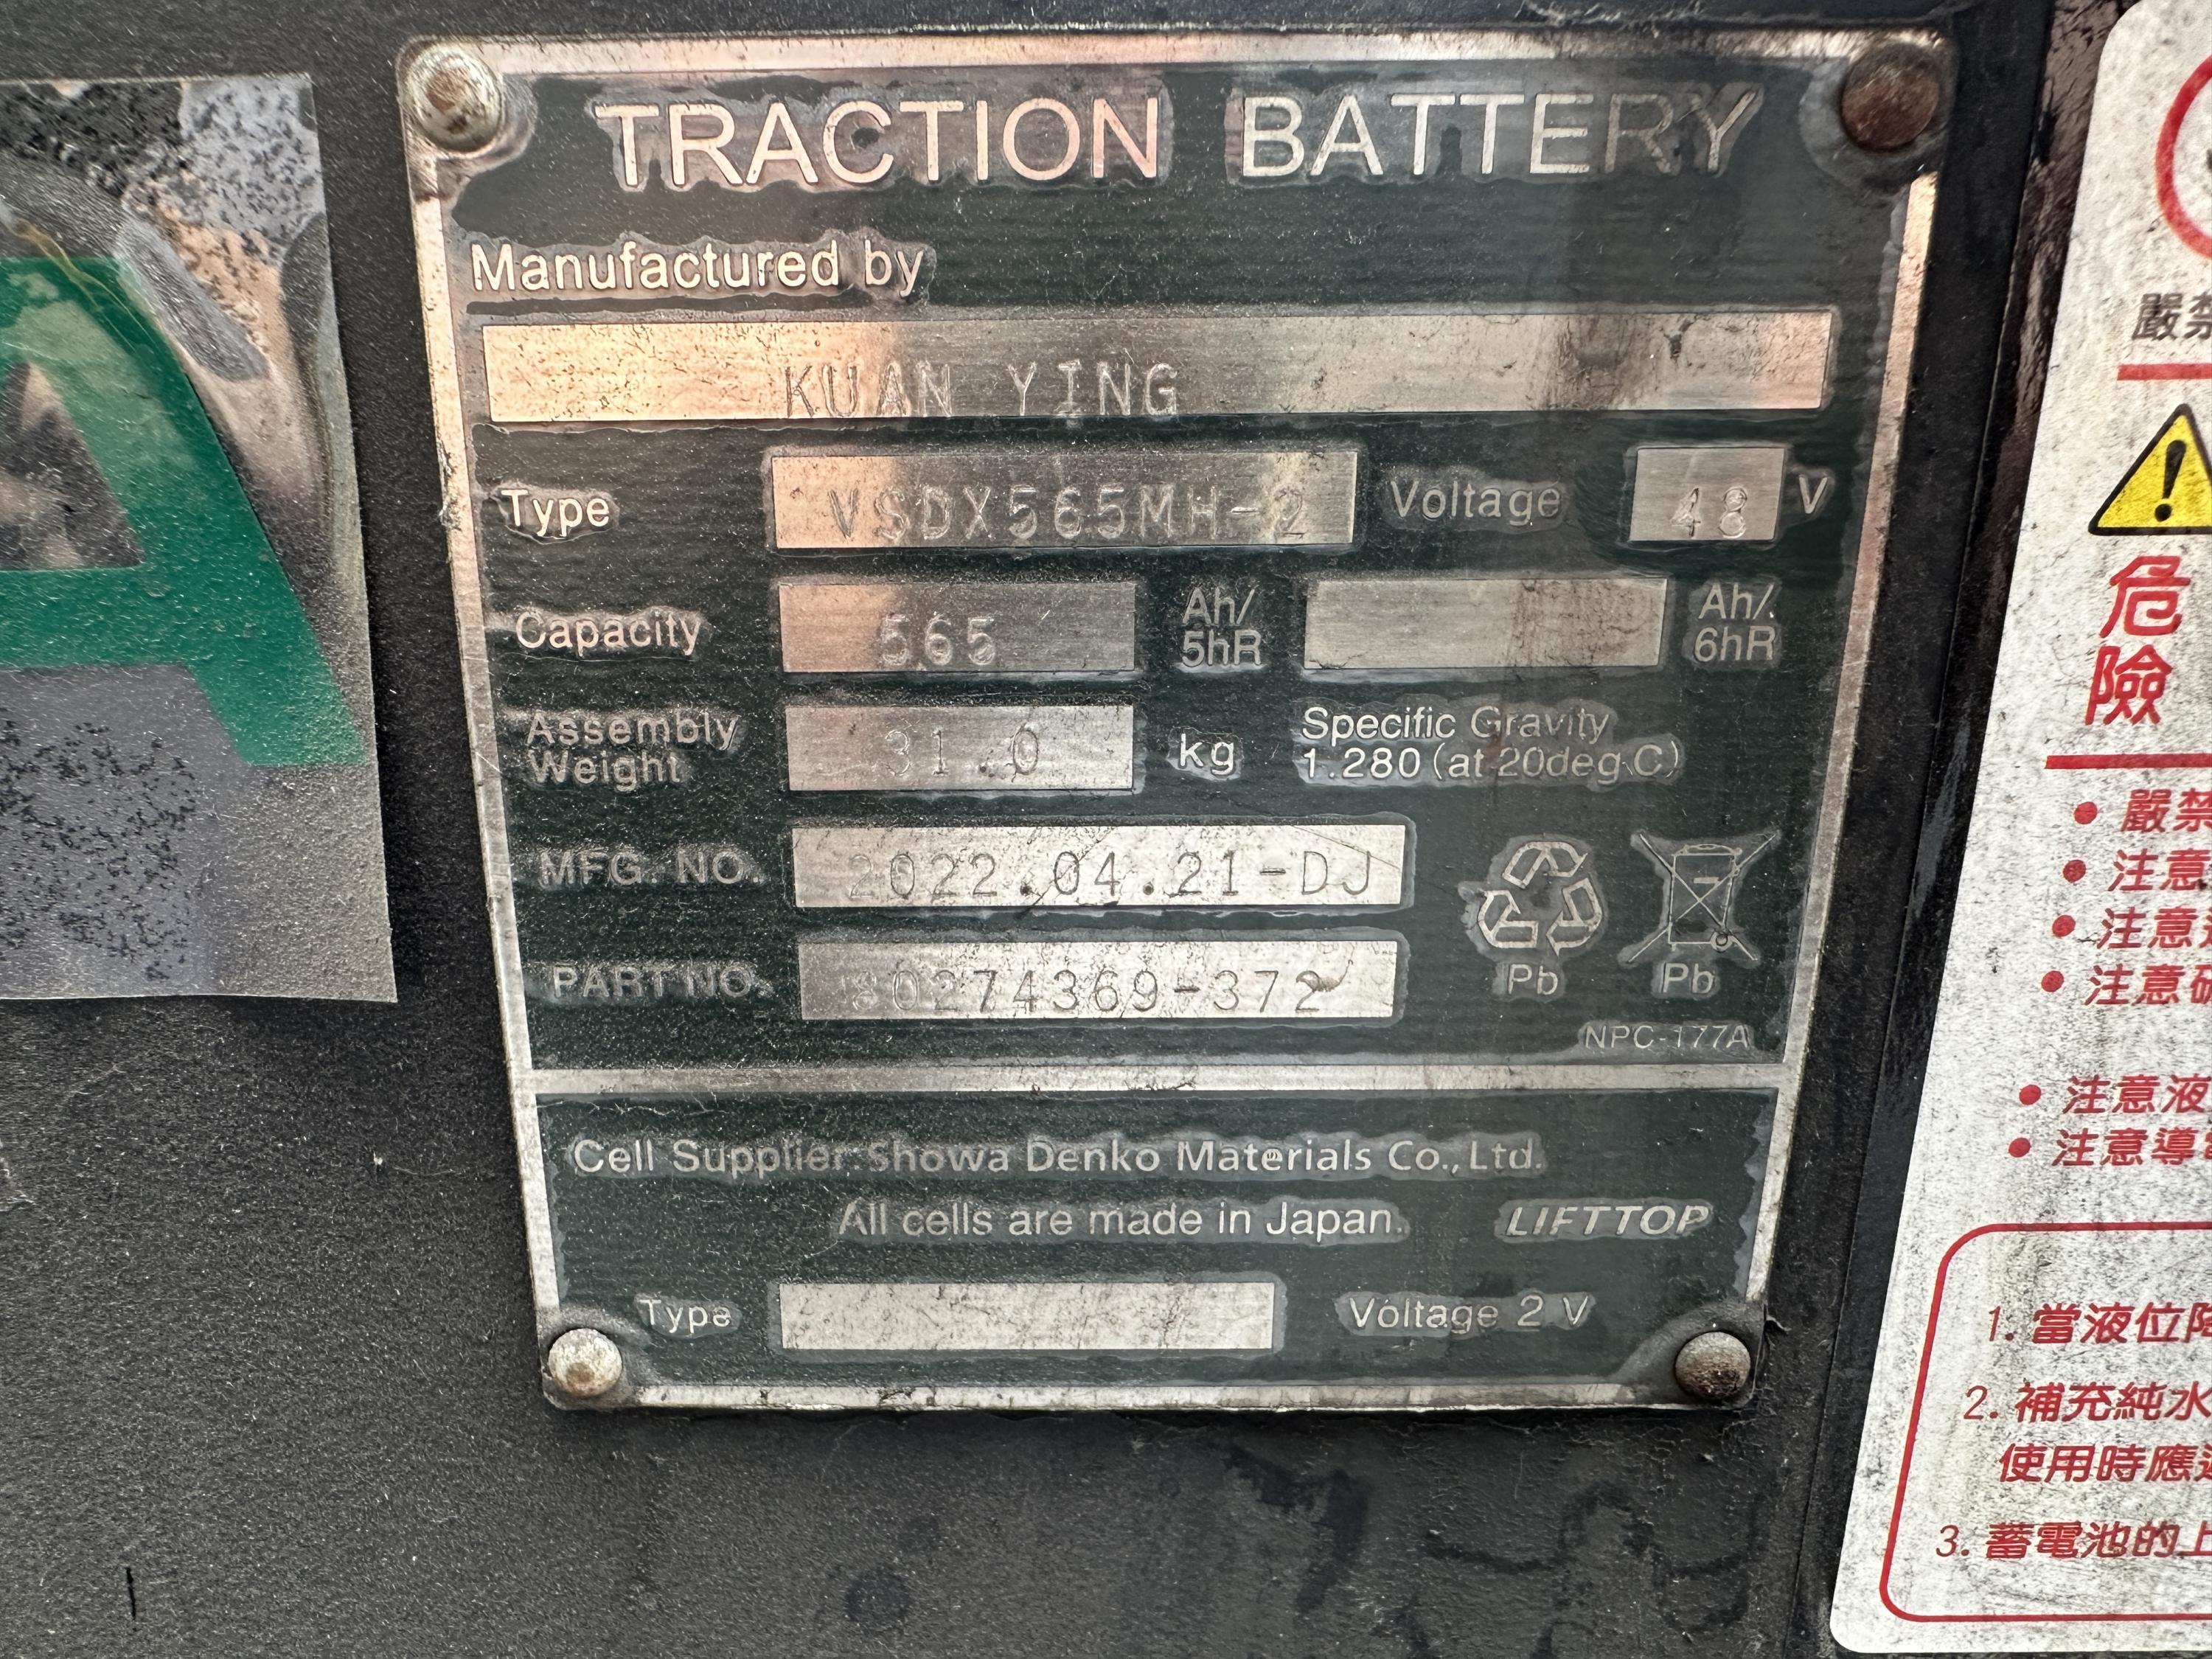 TRACTION BATTERY
Manufactured by
KUAN YING
Type VSDX565MH-2 Voltage 48 V
Capacity 565 Ah/5hR Ah/6hR
Assembly Weight 31.0 kg Specific Gravity
1.280 (at 20deg C)
MFG. NO. 2022.04.21-DJ
PART NO. 80274369-372
Pb Pb
NPC-177A
Cell Supplier: Showa Denko Materials Co., Ltd.
All cells are made in Japan. LIFTTOP
Type Voltage 2 V
A
嚴禁
危
險
• 嚴禁
• 注意
• 注意
• 注意
• 注意液
• 注意導
1. 當液位
2. 補充純水
使用時應
3. 蓄電池的上